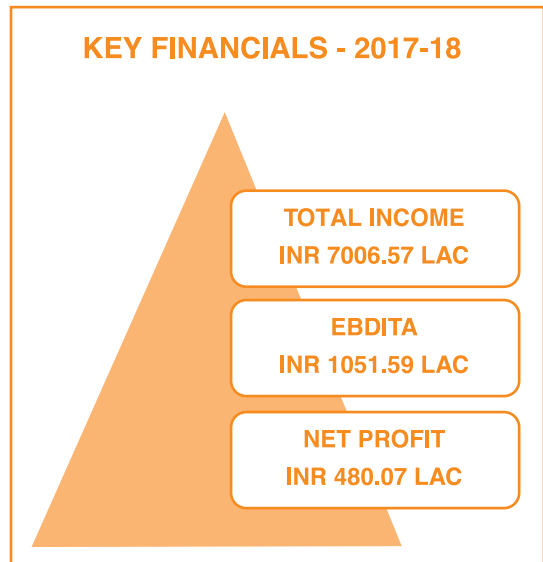 KEY FINANCIALS - 2017-18
TOTAL INCOME
INR 7006.57 LAC
EBDITA
INR 1051.59 LAC
NET PROFIT
INR 480.07 LAC